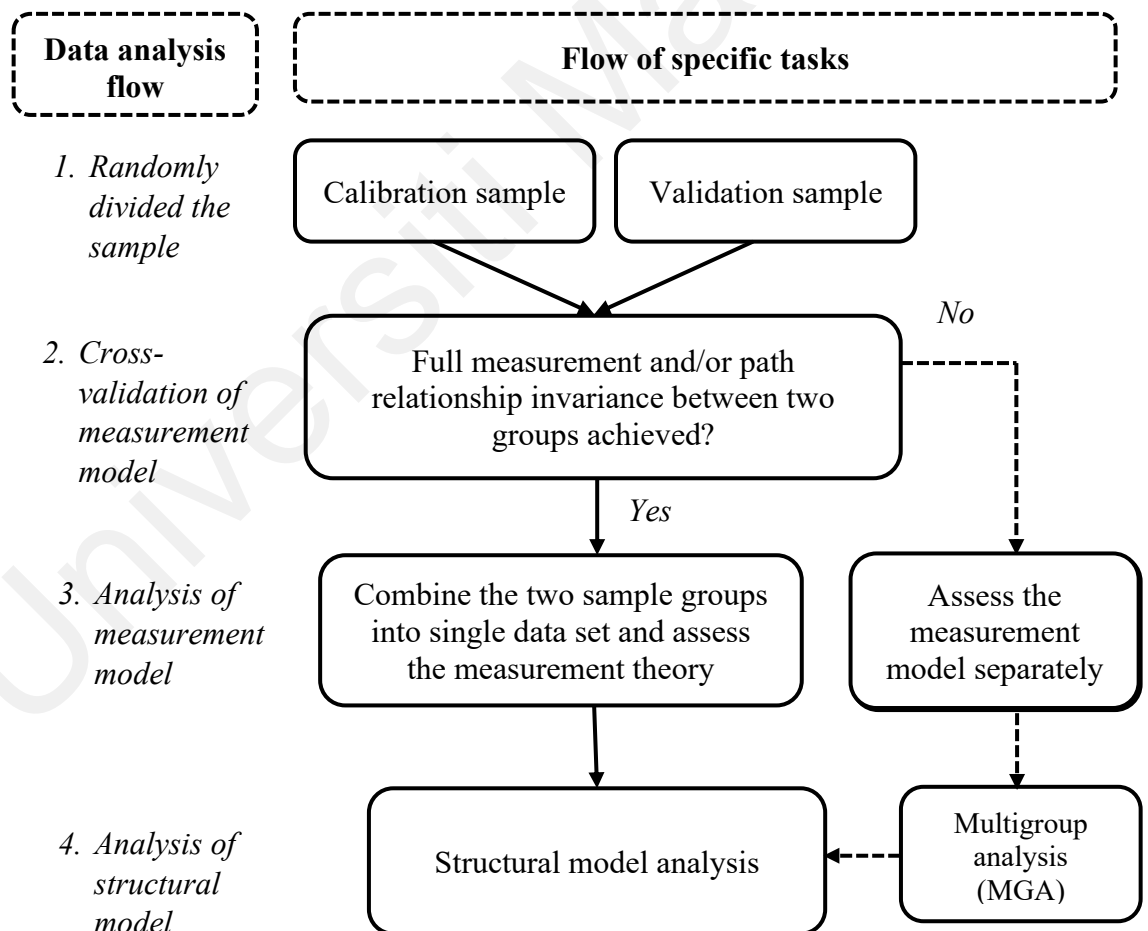 Data analysis
flow
Flow of specific tasks
1. Randomly
divided the
sample
Calibration sample
Validation sample
2. Cross-
validation of
measurement
model
Full measurement and/or path
relationship invariance between two
groups achieved?
No
Yes
3. Analysis of
measurement
model
Combine the two sample groups
into single data set and assess
the measurement theory
Assess the
measurement
model separately
4. Analysis of
structural
model
Structural model analysis
Multigroup
analysis
(MGA)
Universiti Ma